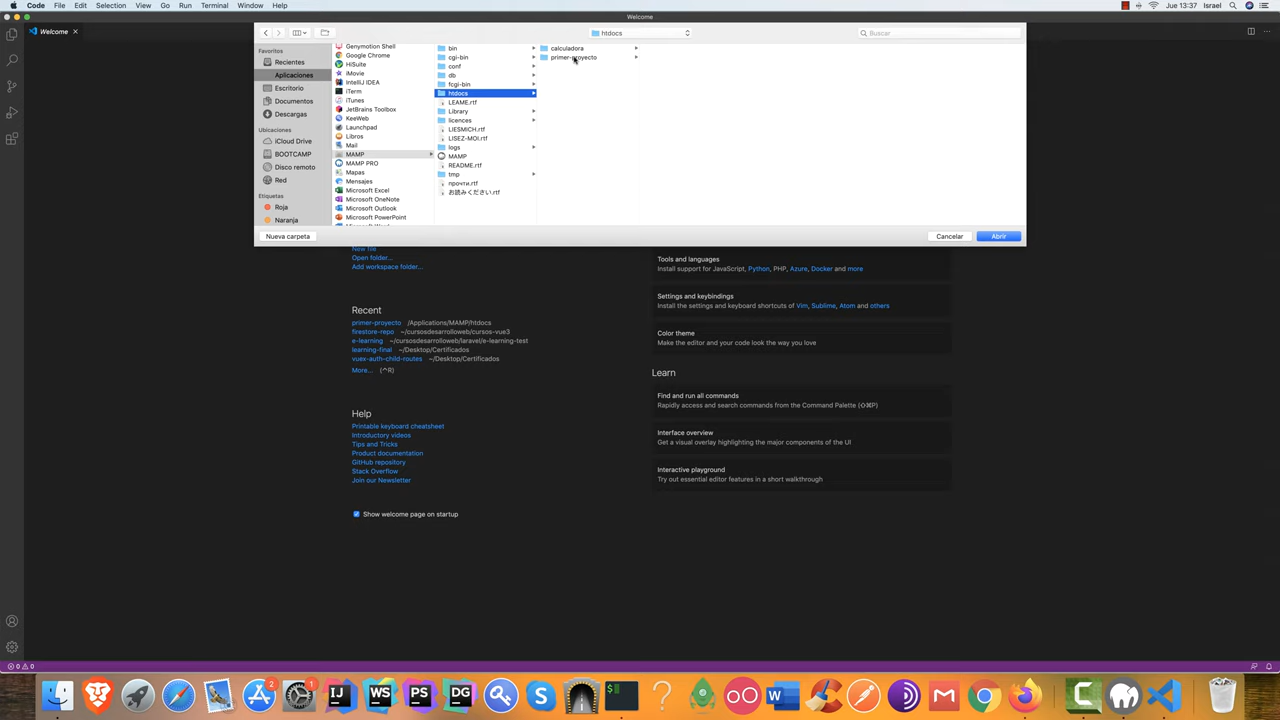 Code File Edit Selection View Go Run Terminal Window Help
Jue 13:37 Israel
Welcome
Welcome
htdocs
Buscar
Favoritos
Recientes
Aplicaciones
Escritorio
Documentos
Descargas
Ubicaciones
iCloud Drive
BOOTCAMP
Disco remoto
Red
Etiquetas
Roja
Naranja
Genymotion Shell
Google Chrome
HiSuite
iMovie
IntelliJ IDEA
iTerm
iTunes
JetBrains Toolbox
KeeWeb
Launchpad
Libros
Mail
MAMP
MAMP PRO
Mapas
Mensajes
Microsoft Excel
Microsoft OneNote
Microsoft Outlook
Microsoft PowerPoint
bin
cgi-bin
conf
db
fcgi-bin
htdocs
LEAME.rtf
Library
licences
LIESMICH.rtf
LISEZ-MOI.rtf
logs
MAMP
README.rtf
tmp
прочти.rtf
お読みください.rtf
calculadora
primer-proyecto
Nueva carpeta
Cancelar
Abrir
New file
Open folder...
Add workspace folder...
Recent
primer-proyecto /Applications/MAMP/htdocs
firestore-repo ~/cursosdesarrolloweb/cursos-vue3
e-learning ~/cursosdesarrolloweb/laravel/e-learning-test
learning-final ~/Desktop/Certificados
vuex-auth-child-routes ~/Desktop/Certificados
More... (^R)
Help
Printable keyboard cheatsheet
Introductory videos
Tips and Tricks
Product documentation
GitHub repository
Stack Overflow
Join our Newsletter
Show welcome page on startup
Tools and languages
Install support for JavaScript, Python, PHP, Azure, Docker and more
Settings and keybindings
Install the settings and keyboard shortcuts of Vim, Sublime, Atom and others
Color theme
Make the editor and your code look the way you love
Learn
Find and run all commands
Rapidly access and search commands from the Command Palette (⇧⌘P)
Interface overview
Get a visual overlay highlighting the major components of the UI
Interactive playground
Try out essential editor features in a short walkthrough
0 0
2
1
IJ
WS
PS
DG
S
$
W
C